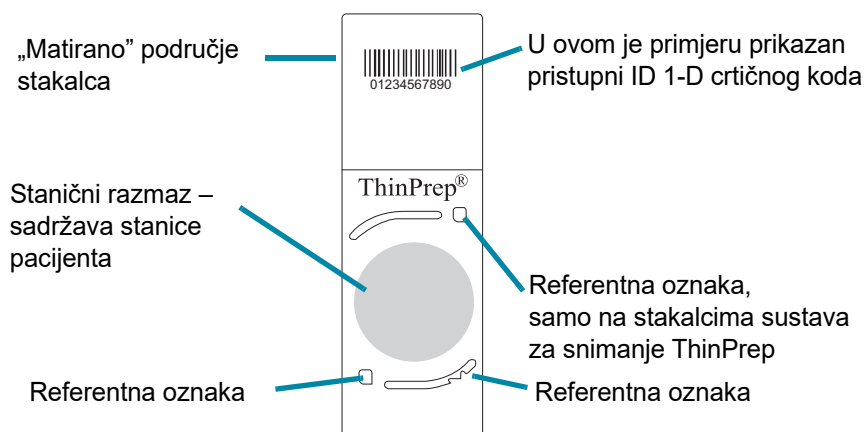 „Matirano” područje
stakalca
01234567890
U ovom je primjeru prikazan
pristupni ID 1-D crtičnog koda
ThinPrep®
Stanični razmaz –
sadržava stanice
pacijenta
Referentna oznaka,
samo na stakalcima sustava
za snimanje ThinPrep
Referentna oznaka
Referentna oznaka